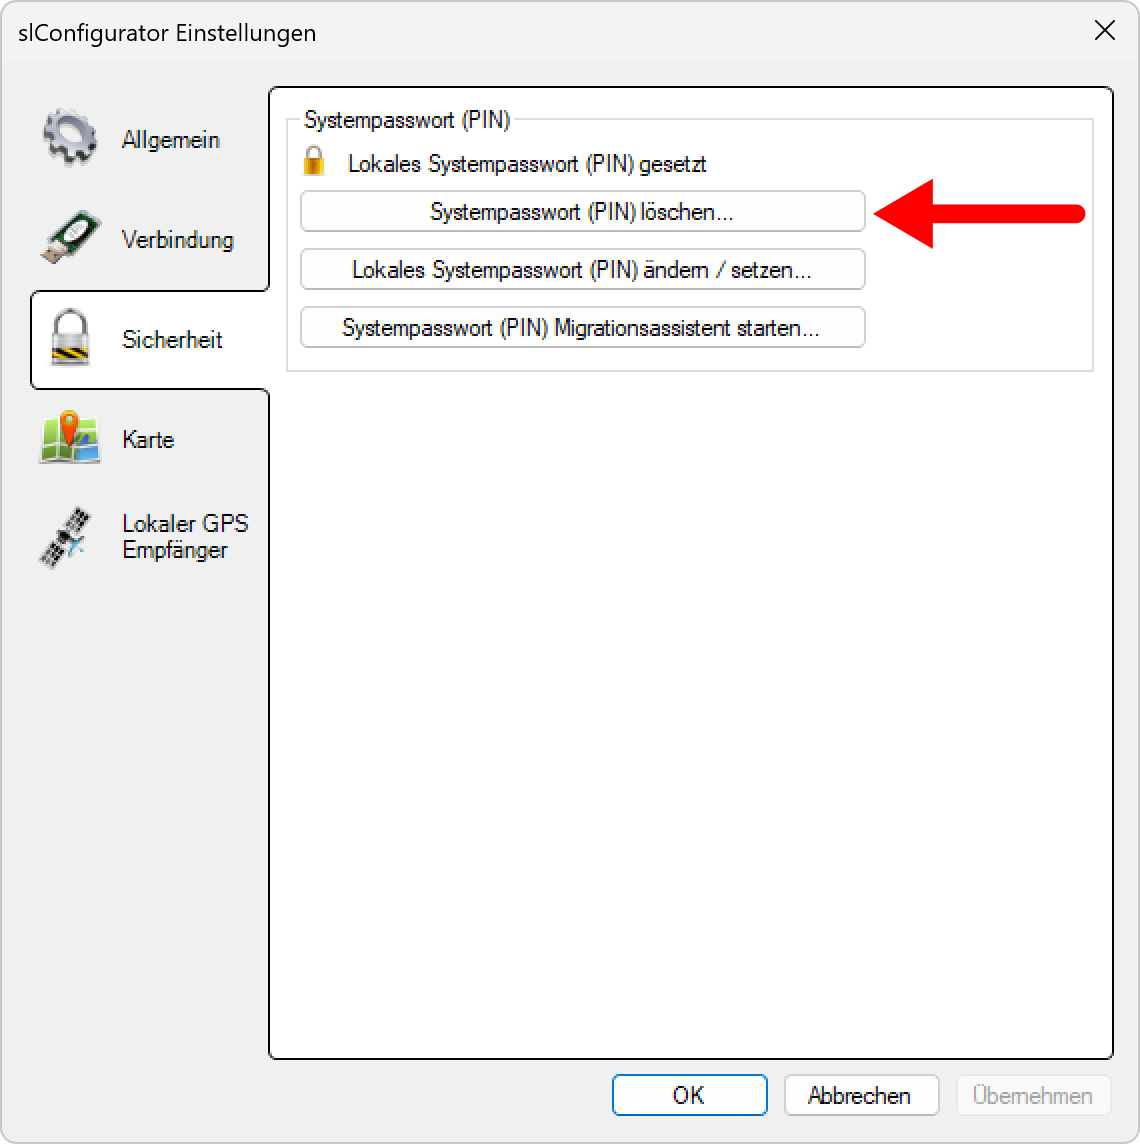 slConfigurator Einstellungen
Allgemein
Verbindung
Sicherheit
Karte
Lokaler GPS
Empfänger
Systempasswort (PIN)
Lokales Systempasswort (PIN) gesetzt
Systempasswort (PIN) löschen...
Lokales Systempasswort (PIN) ändern / setzen...
Systempasswort (PIN) Migrationsassistent starten...
OK
Abbrechen
Übernehmen